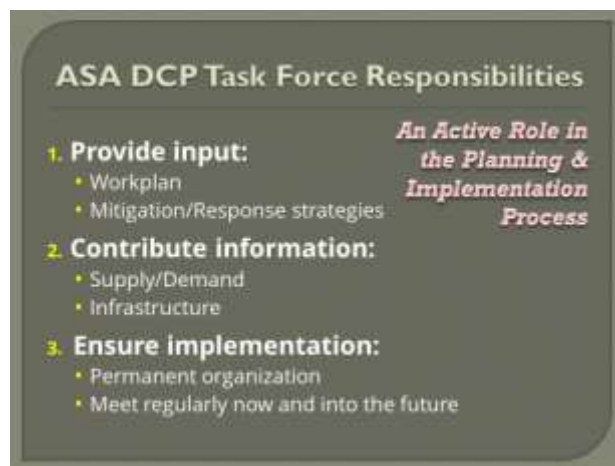 ASA DCP Task Force Responsibilities
An Active Role in
the Planning &
Implementation
Process
1. Provide input:
• Workplan
• Mitigation/Response strategies
2. Contribute information:
• Supply/Demand
• Infrastructure
3. Ensure implementation:
• Permanent organization
• Meet regularly now and into the future